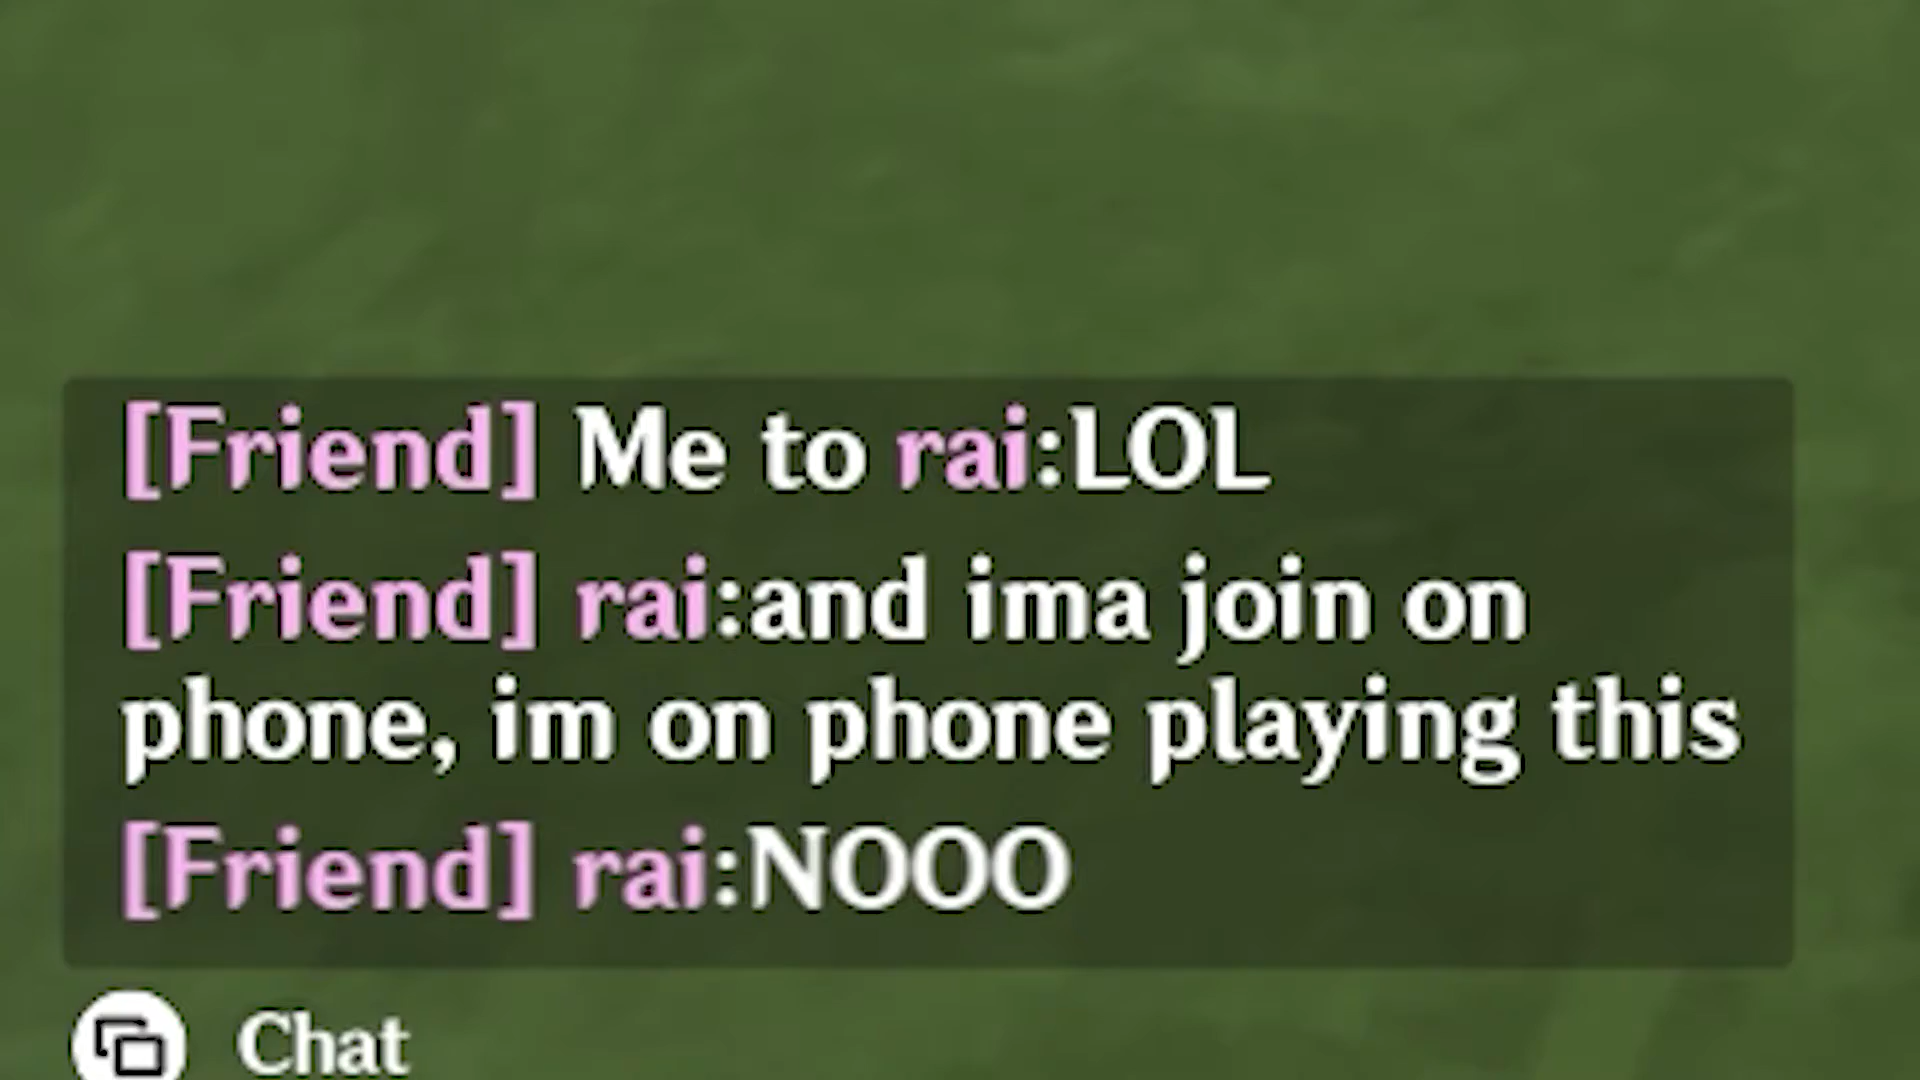 [Friend] Me to rai:LOL
[Friend] rai:and ima join on
phone, im on phone playing this
[Friend] rai:NOOO
Chat